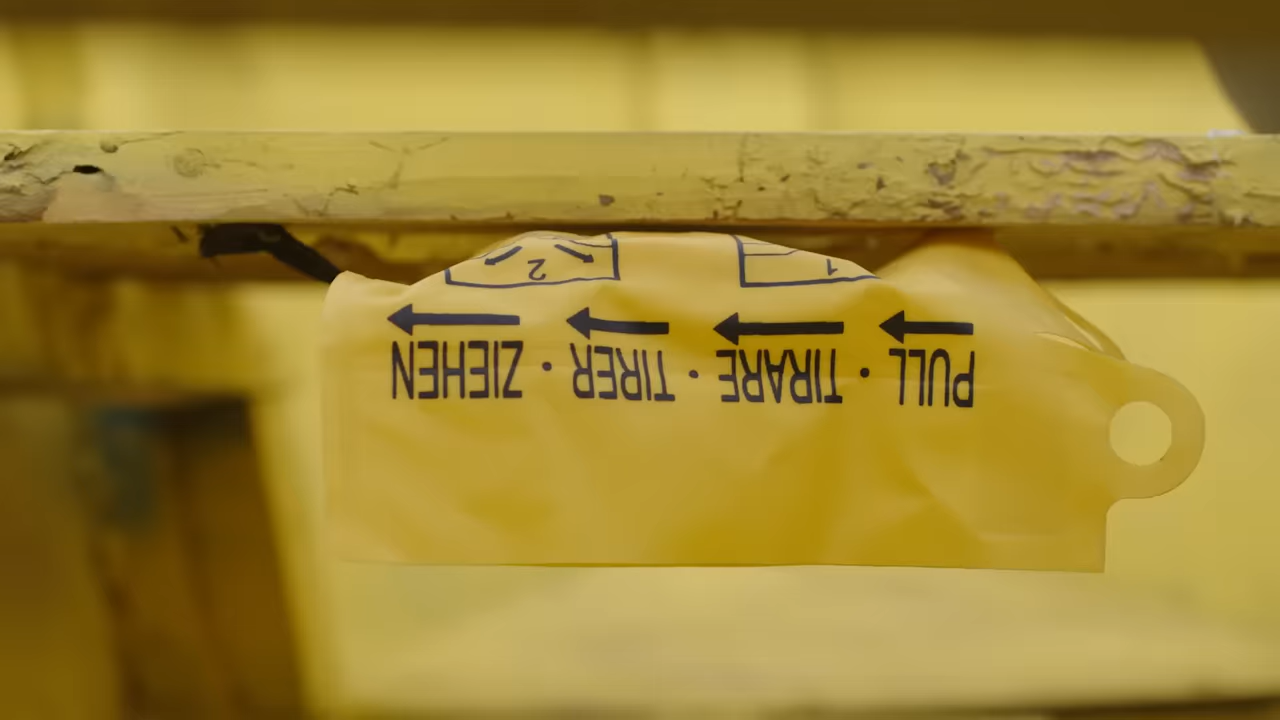 PULL · TIRARE · TIRER · ZIEHEN
1 2